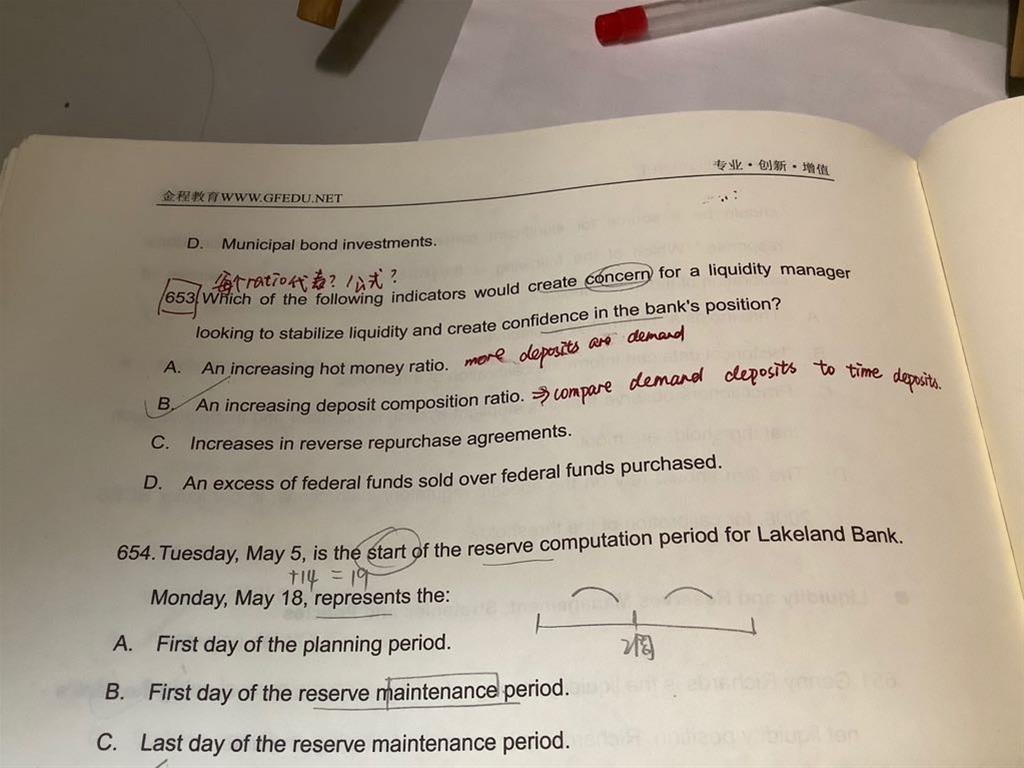 专业·创新·增值
金程教育WWW.GFEDU.NET
D. Municipal bond investments.
每个ratio代表?公式?
653 Which of the following indicators would create concern for a liquidity manager
looking to stabilize liquidity and create confidence in the bank's position?
A. An increasing hot money ratio. more deposits are demand
B. An increasing deposit composition ratio. ⇒ compare demand deposits to time deposits.
C. Increases in reverse repurchase agreements.
D. An excess of federal funds sold over federal funds purchased.
654. Tuesday, May 5, is the start of the reserve computation period for Lakeland Bank.
+14 = 19
Monday, May 18, represents the:
A. First day of the planning period.
2周
B. First day of the reserve maintenance period.
C. Last day of the reserve maintenance period.